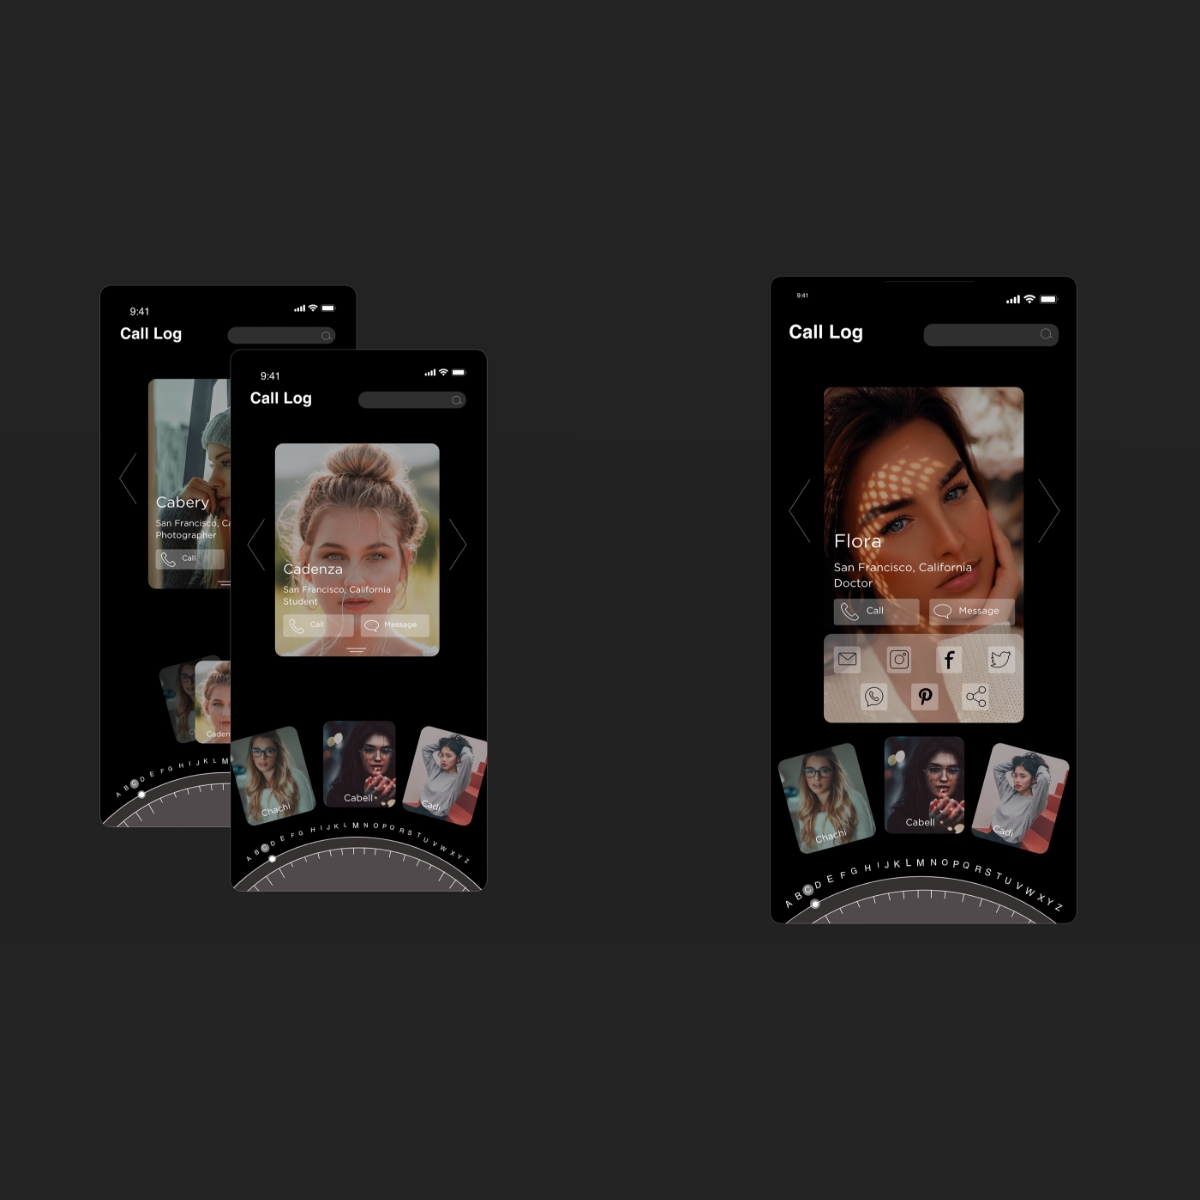 9:41
Call Log
Cabery
San Francisco, Ca
Photographer
Call
Caden
A B C D E F G H I J K L M
9:41
Call Log
Cadenza
San Francisco, California
Student
Call
Message
Chachi
Cabell
Cadi
A B C D E F G H I J K L M N O P Q R S T U V W X Y Z
9:41
Call Log
Flora
San Francisco, California
Doctor
Call
Message
Chachi
Cabell
Cadi
A B C D E F G H I J K L M N O P Q R S T U V W X Y Z